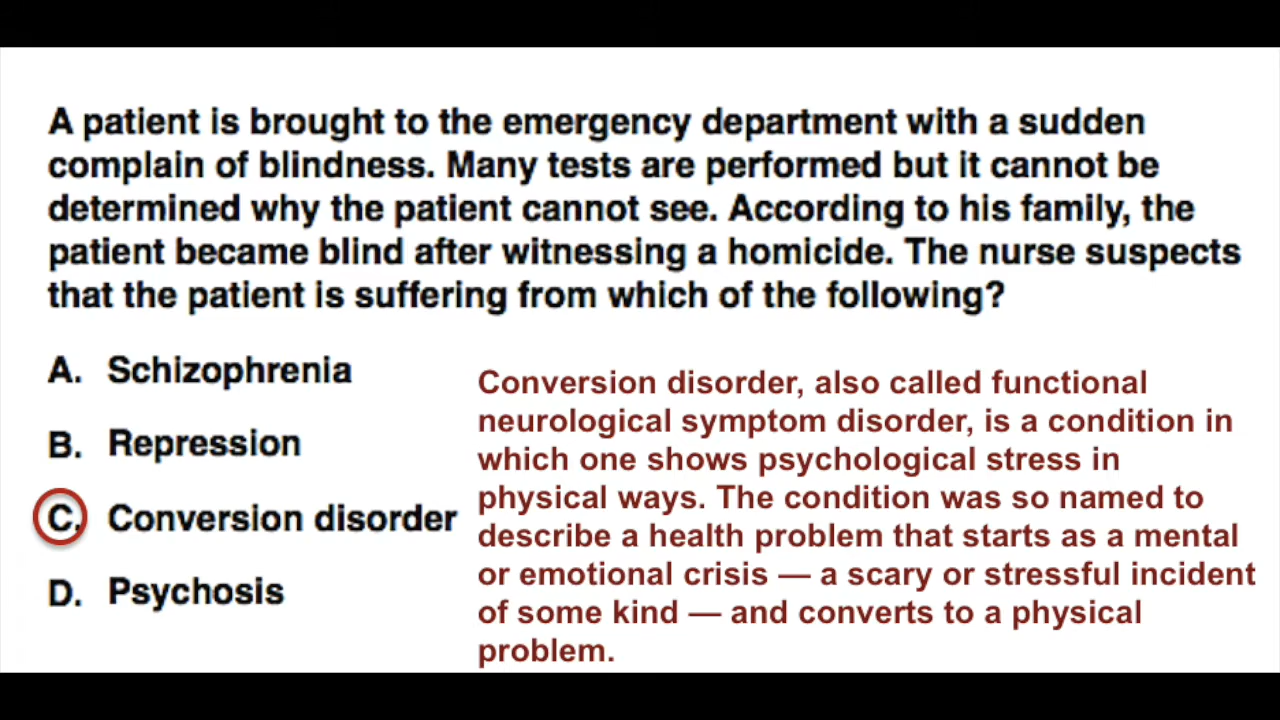 A patient is brought to the emergency department with a sudden
complain of blindness. Many tests are performed but it cannot be
determined why the patient cannot see. According to his family, the
patient became blind after witnessing a homicide. The nurse suspects
that the patient is suffering from which of the following?
A. Schizophrenia
B. Repression
C. Conversion disorder
D. Psychosis
Conversion disorder, also called functional
neurological symptom disorder, is a condition in
which one shows psychological stress in
physical ways. The condition was so named to
describe a health problem that starts as a mental
or emotional crisis — a scary or stressful incident
of some kind — and converts to a physical
problem.